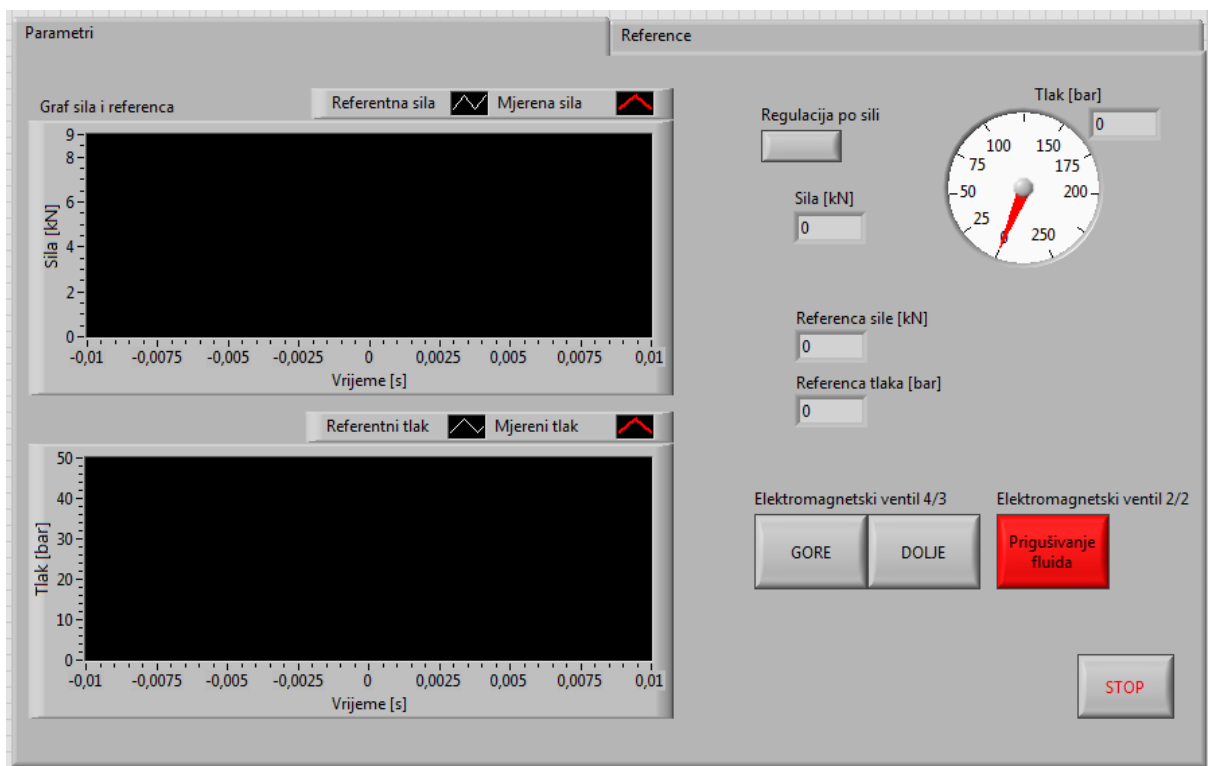 Parametri
Reference
Graf sila i referenca
Referentna sila
Mjerena sila
9
8
6
4
2
0
Sila [kN]
-0,01 -0,0075 -0,005 -0,0025 0 0,0025 0,005 0,0075 0,01
Vrijeme [s]
Referentni tlak
Mjereni tlak
50
40
30
20
10
0
Tlak [bar]
-0,01 -0,0075 -0,005 -0,0025 0 0,0025 0,005 0,0075 0,01
Vrijeme [s]
Regulacija po sili
Tlak [bar]
0
100 150
75 175
50 200
25
0 250
Sila [kN]
0
Referenca sile [kN]
0
Referenca tlaka [bar]
0
Elektromagnetski ventil 4/3
Elektromagnetski ventil 2/2
GORE
DOLJE
Prigušivanje
fluida
STOP